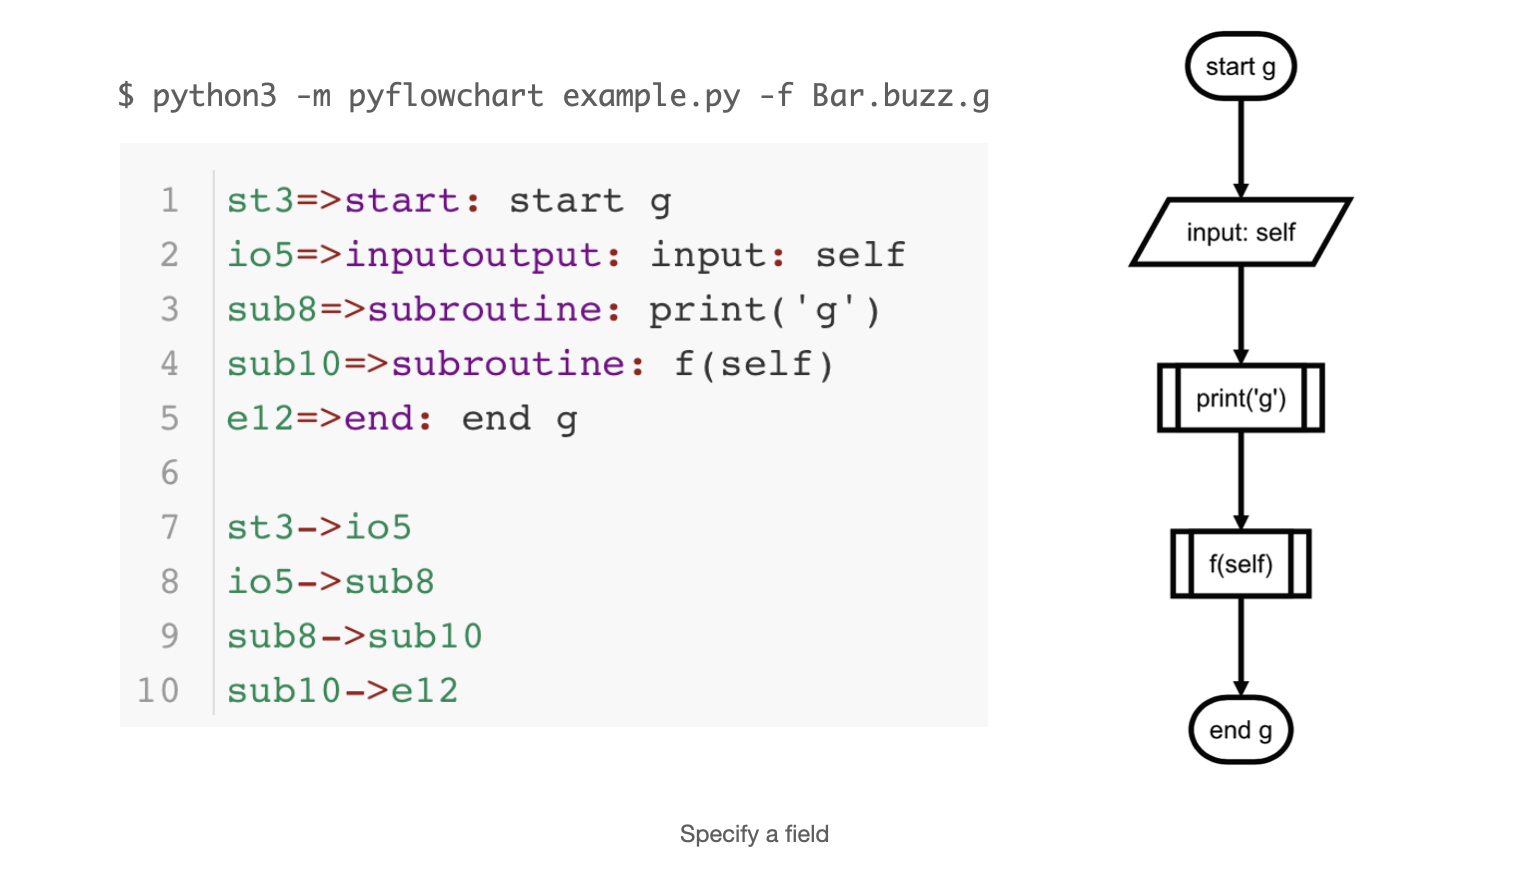 $ python3 -m pyflowchart example.py -f Bar.buzz.g
1 st3=>start: start g
2 io5=>inputoutput: input: self
3 sub8=>subroutine: print('g')
4 sub10=>subroutine: f(self)
5 e12=>end: end g
6
7 st3->io5
8 io5->sub8
9 sub8->sub10
10 sub10->e12
start g
input: self
print('g')
f(self)
end g
Specify a field